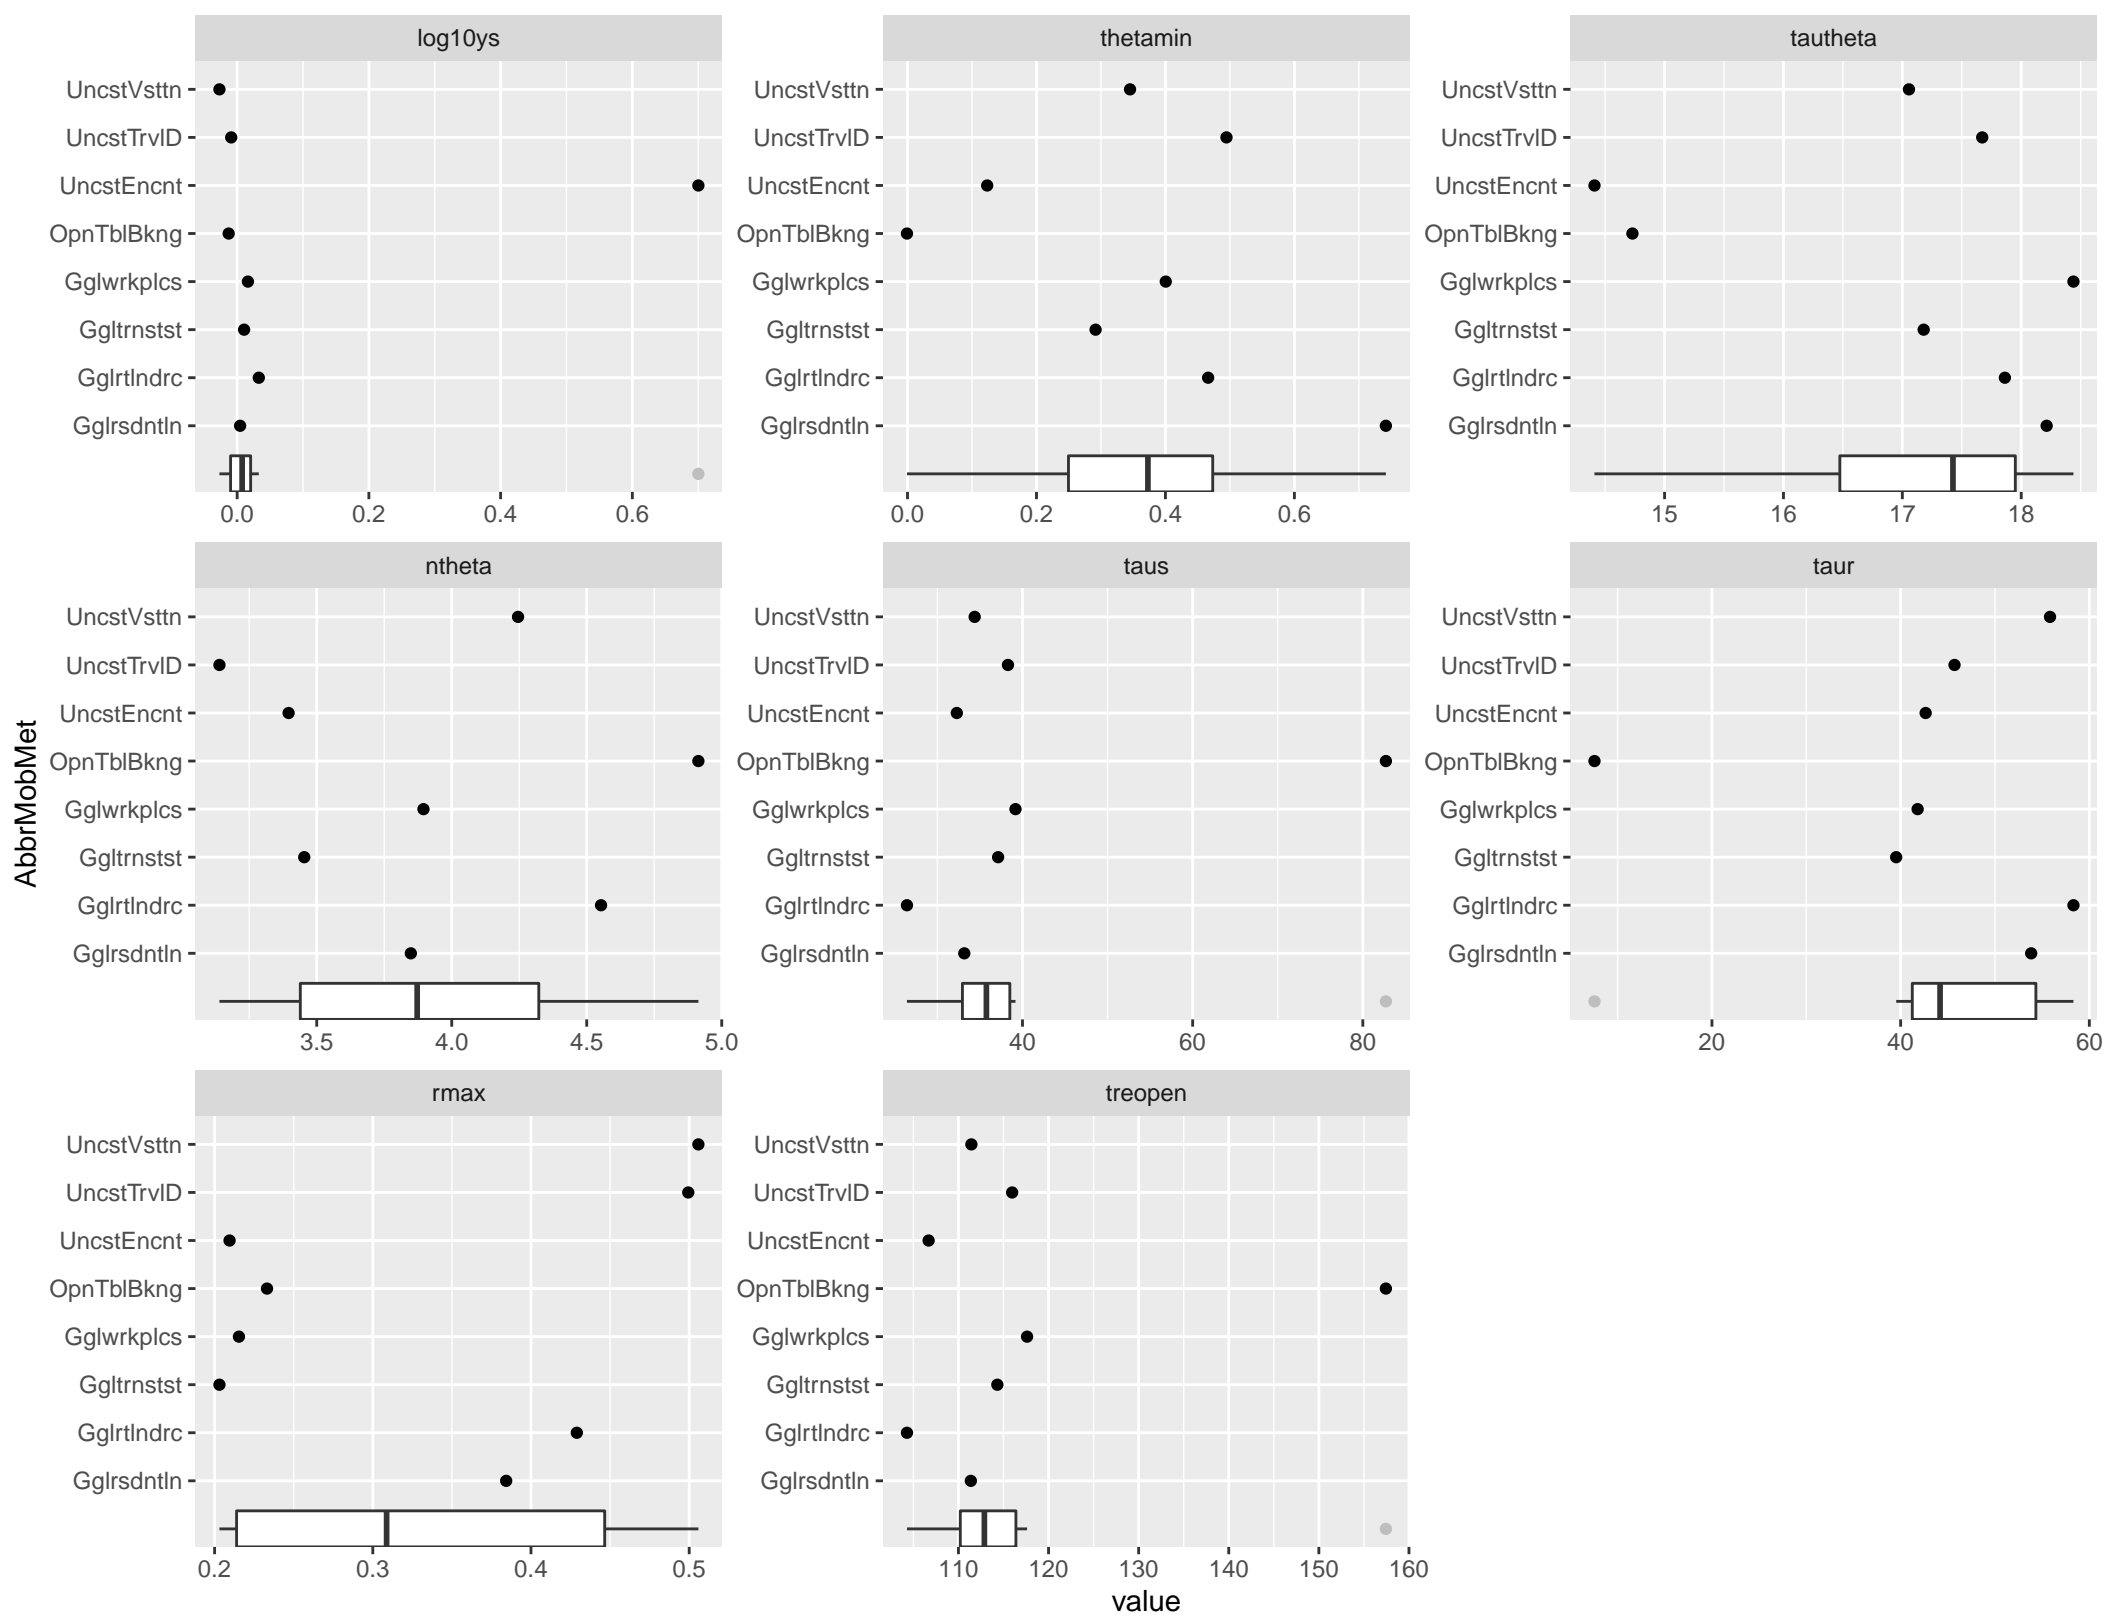 log10ys
thetamin
tautheta
UncstVsttn
UncstTrvlD
UncstEncnt
OpnTblBkng
Gglwrkplcs
Ggltrnstst
Gglrtlndrc
Gglrsdntln
0.0 0.2 0.4 0.6
UncstVsttn
UncstTrvlD
UncstEncnt
OpnTblBkng
Gglwrkplcs
Ggltrnstst
Gglrtlndrc
Gglrsdntln
0.0 0.2 0.4 0.6
UncstVsttn
UncstTrvlD
UncstEncnt
OpnTblBkng
Gglwrkplcs
Ggltrnstst
Gglrtlndrc
Gglrsdntln
15 16 17 18
ntheta
taus
taur
AbbrMobMet
UncstVsttn
UncstTrvlD
UncstEncnt
OpnTblBkng
Gglwrkplcs
Ggltrnstst
Gglrtlndrc
Gglrsdntln
3.5 4.0 4.5 5.0
UncstVsttn
UncstTrvlD
UncstEncnt
OpnTblBkng
Gglwrkplcs
Ggltrnstst
Gglrtlndrc
Gglrsdntln
40 60 80
UncstVsttn
UncstTrvlD
UncstEncnt
OpnTblBkng
Gglwrkplcs
Ggltrnstst
Gglrtlndrc
Gglrsdntln
20 40 60
rmax
treopen
UncstVsttn
UncstTrvlD
UncstEncnt
OpnTblBkng
Gglwrkplcs
Ggltrnstst
Gglrtlndrc
Gglrsdntln
0.2 0.3 0.4 0.5
UncstVsttn
UncstTrvlD
UncstEncnt
OpnTblBkng
Gglwrkplcs
Ggltrnstst
Gglrtlndrc
Gglrsdntln
110 120 130 140 150 160
value